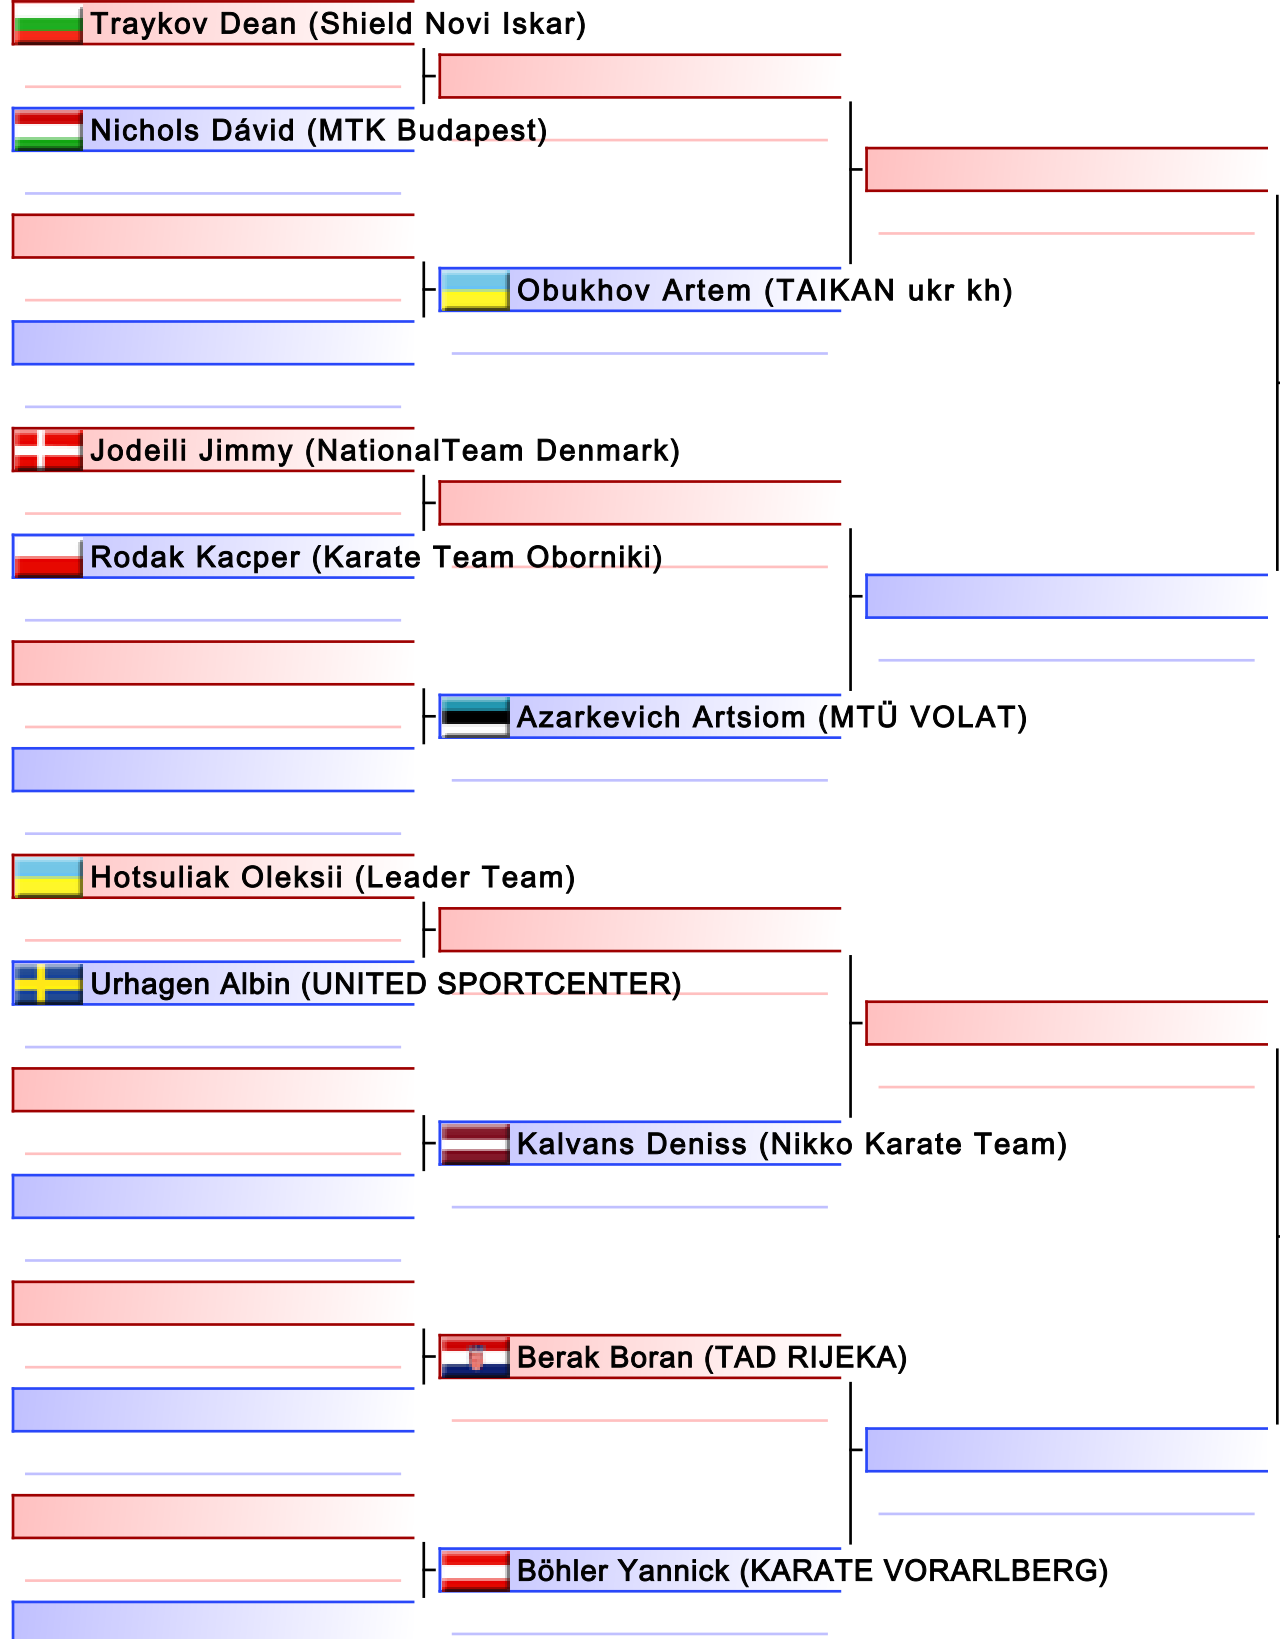 Traykov Dean (Shield Novi Iskar)
Nichols Dávid (MTK Budapest)
Obukhov Artem (TAIKAN ukr kh)
Jodeili Jimmy (NationalTeam Denmark)
Rodak Kacper (Karate Team Oborniki)
Azarkevich Artsiom (MTÜ VOLAT)
Hotsuliak Oleksii (Leader Team)
Urhagen Albin (UNITED SPORTCENTER)
Kalvans Deniss (Nikko Karate Team)
Berak Boran (TAD RIJEKA)
Böhler Yannick (KARATE VORARLBERG)